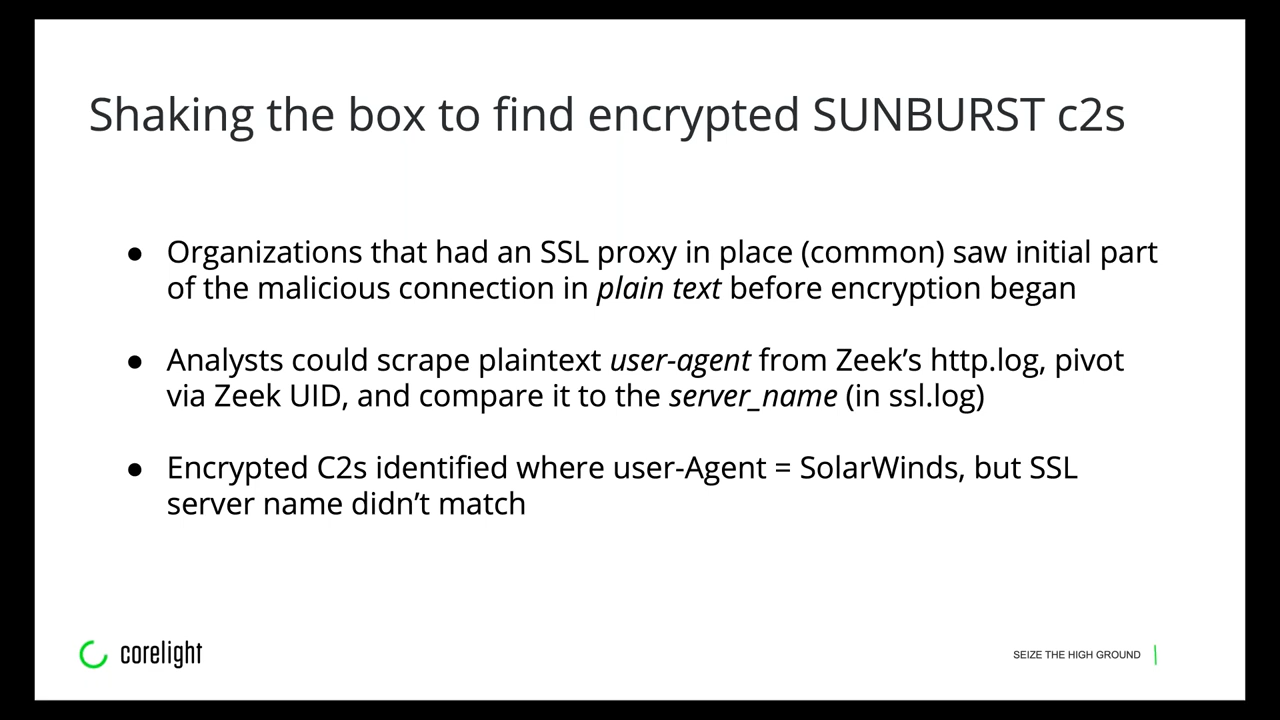 Shaking the box to find encrypted SUNBURST c2s
● Organizations that had an SSL proxy in place (common) saw initial part
of the malicious connection in plain text before encryption began
● Analysts could scrape plaintext user-agent from Zeek’s http.log, pivot
via Zeek UID, and compare it to the server_name (in ssl.log)
● Encrypted C2s identified where user-Agent = SolarWinds, but SSL
server name didn’t match
corelight
SEIZE THE HIGH GROUND